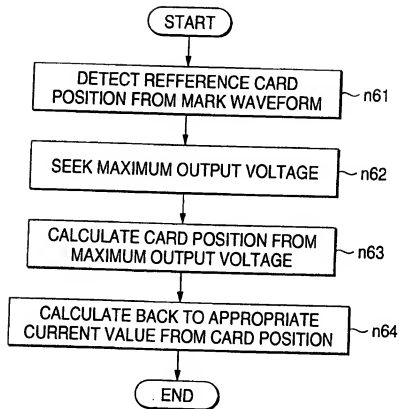 START
DETECT REFFERENCE CARD
POSITION FROM MARK WAVEFORM
n61
SEEK MAXIMUM OUTPUT VOLTAGE
n62
CALCULATE CARD POSITION FROM
MAXIMUM OUTPUT VOLTAGE
n63
CALCULATE BACK TO APPROPRIATE
CURRENT VALUE FROM CARD POSITION
n64
END